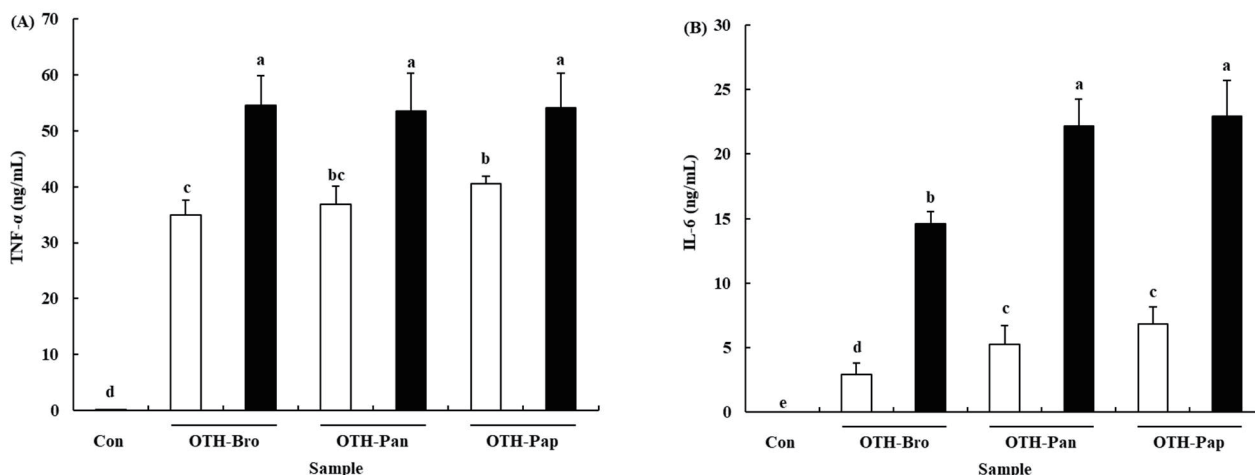 (A)
TNF-α (ng/mL)
70
60
50
40
30
20
10
0
d
c
a
bc
a
b
a
Con
OTH-Bro
OTH-Pan
OTH-Pap
Sample
(B)
IL-6 (ng/mL)
30
25
20
15
10
5
0
e
d
b
c
a
c
a
Con
OTH-Bro
OTH-Pan
OTH-Pap
Sample